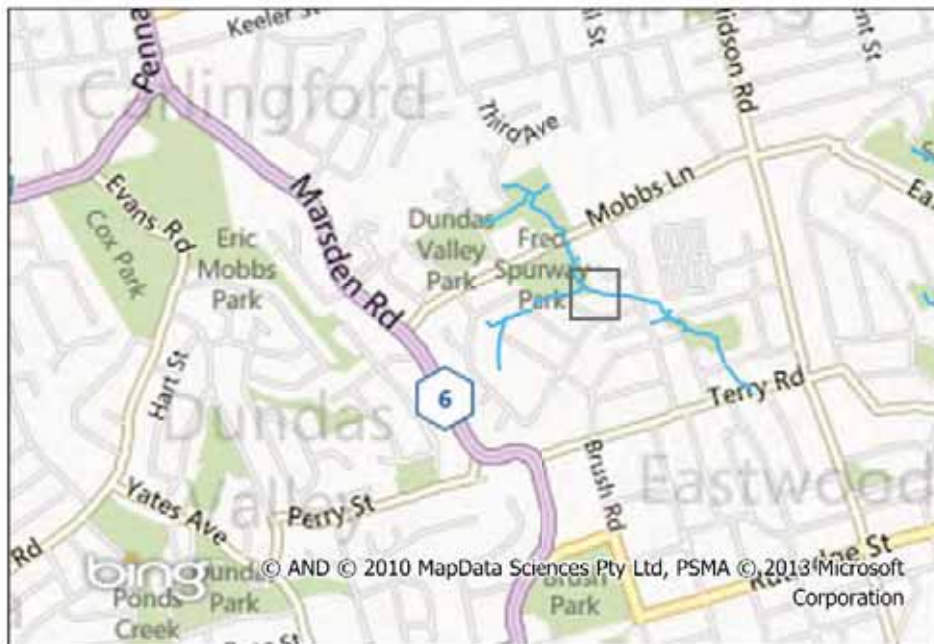 Keeler St
Carlingford
Third Ave
Mobbs Ln
Marsden Rd
Evans Rd
Cox Park
Eric
Mobbs
Park
Dundas
Valley
Park
Fred
Spurway
Park
Hart St
6
Terry Rd
Dundas
Valley
Brush Rd
Eastwood
Yates Ave
Perry St
Rd
bing
© AND © 2010 MapData Sciences Pty Ltd, PSMA © 2013 Microsoft
Corporation
Park
Ponds
Creek
Brush
Park